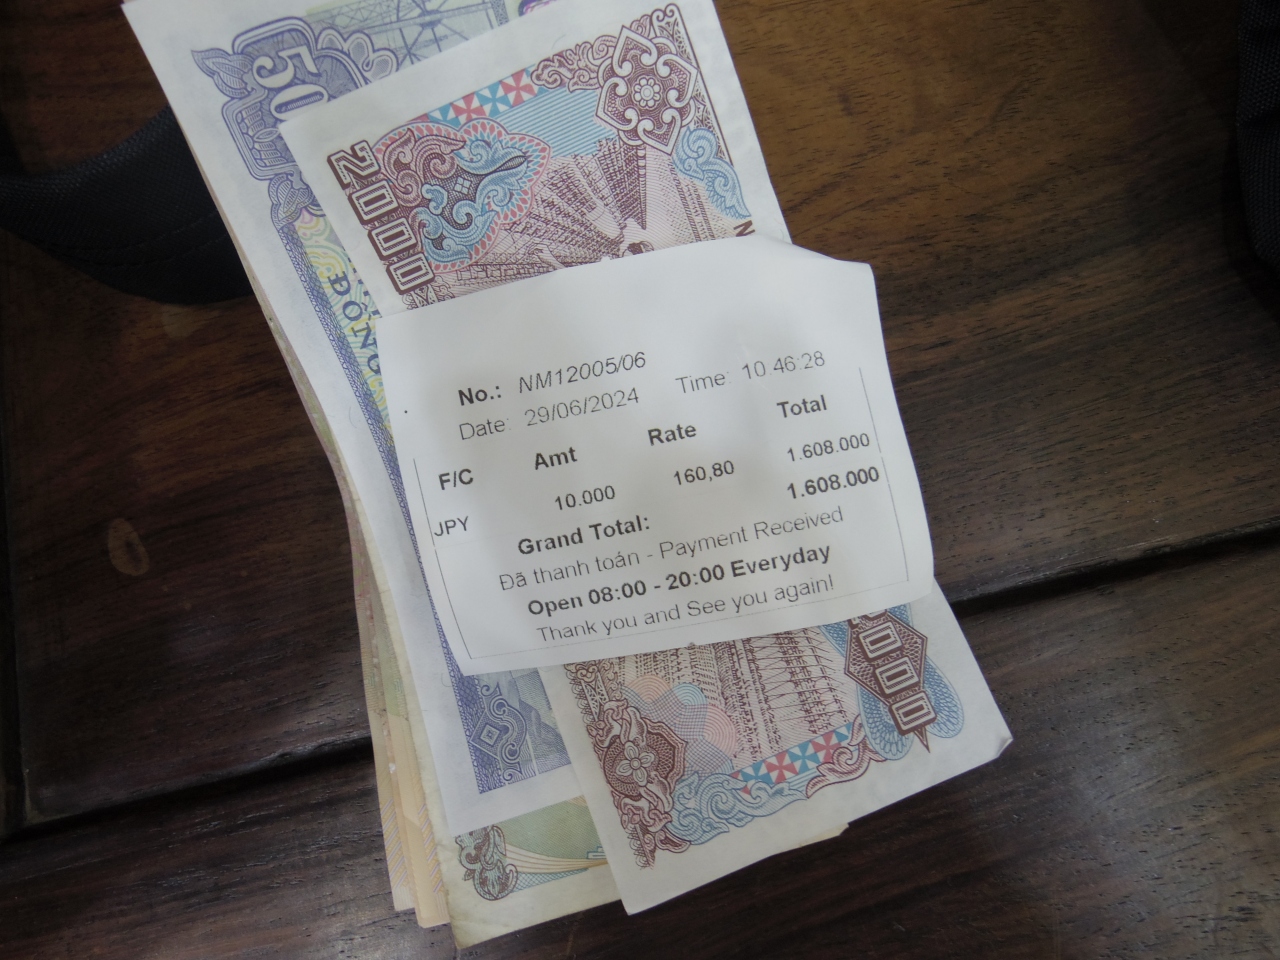 50
2000
ĐỒNG
No.: NM12005/06
Date: 29/06/2024 Time: 10:46:28
F/C Amt Rate Total
JPY 10.000 160,80 1.608.000
Grand Total: 1.608.000
Đã thanh toán - Payment Received
Open 08:00 - 20:00 Everyday
Thank you and See you again!